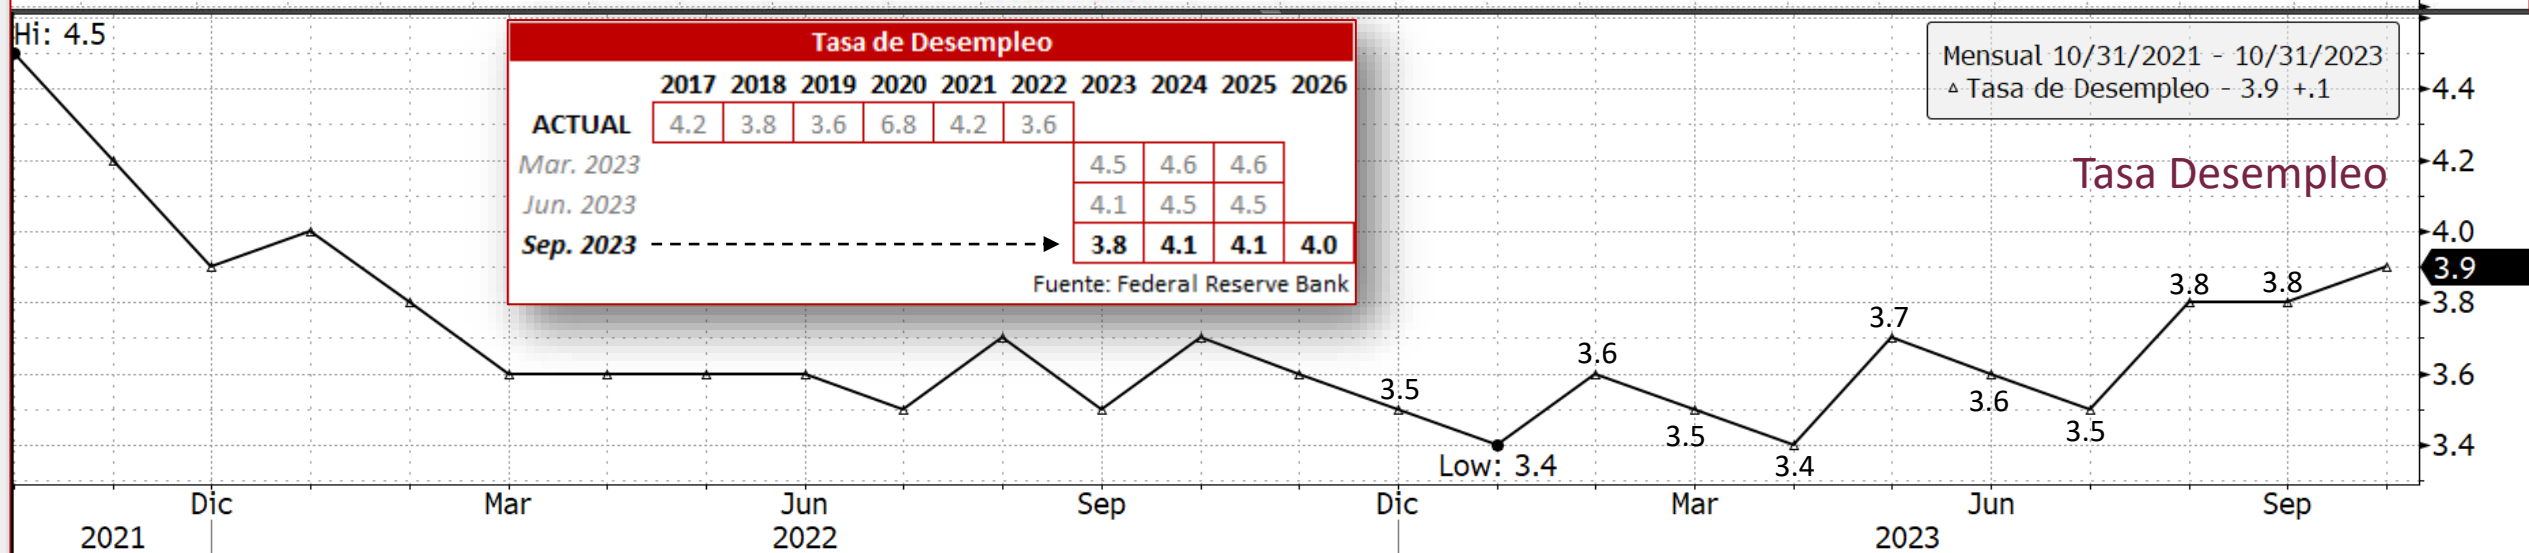 Hi: 4.5
Tasa de Desempleo
2017 2018 2019 2020 2021 2022 2023 2024 2025 2026
ACTUAL 4.2 3.8 3.6 6.8 4.2 3.6
Mar. 2023 4.5 4.6 4.6
Jun. 2023 4.1 4.5 4.5
Sep. 2023 3.8 4.1 4.1 4.0
Fuente: Federal Reserve Bank
Mensual 10/31/2021 - 10/31/2023
Tasa de Desempleo - 3.9 +.1
Tasa Desempleo
4.4
4.2
4.0
3.9
3.8
3.6
3.4
3.5
Low: 3.4
3.6
3.5
3.4
3.7
3.6
3.5
3.8
3.8
Dic Mar Jun Sep Dic Mar Jun Sep
2021 2022 2023